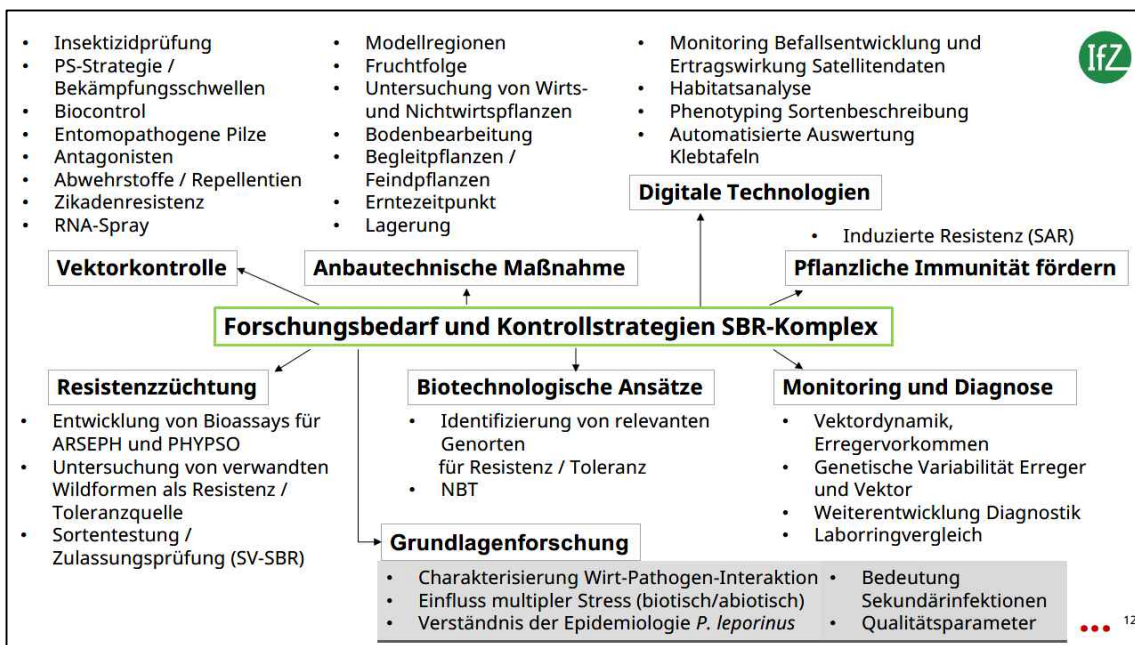 • Insektizidprüfung
• PS-Strategie /
Bekämpfungsschwellen
• Biocontrol
• Entomopathogene Pilze
• Antagonisten
• Abwehrstoffe / Repellentien
• Zikadenresistenz
• RNA-Spray
Vektorkontrolle
• Modellregionen
• Fruchtfolge
• Untersuchung von Wirts-
und Nichtwirtspflanzen
• Bodenbearbeitung
• Begleitpflanzen /
Feindpflanzen
• Erntezeitpunkt
• Lagerung
Anbautechnische Maßnahme
• Monitoring Befallsentwicklung und
Ertragswirkung Satellitendaten
• Habitatsanalyse
• Phenotyping Sortenbeschreibung
• Automatisierte Auswertung
Klebtafeln
Digitale Technologien
IfZ
• Induzierte Resistenz (SAR)
Pflanzliche Immunität fördern
Forschungsbedarf und Kontrollstrategien SBR-Komplex
Resistenzzüchtung
• Entwicklung von Bioassays für
ARSEPH und PHYPSO
• Untersuchung von verwandten
Wildformen als Resistenz /
Toleranzquelle
• Sortentestung /
Zulassungsprüfung (SV-SBR)
Biotechnologische Ansätze
• Identifizierung von relevanten
Genorten
für Resistenz / Toleranz
• NBT
Monitoring und Diagnose
• Vektordynamik,
Erregervorkommen
• Genetische Variabilität Erreger
und Vektor
• Weiterentwicklung Diagnostik
• Laborringvergleich
Grundlagenforschung
• Charakterisierung Wirt-Pathogen-Interaktion
• Einfluss multipler Stress (biotisch/abiotisch)
• Verständnis der Epidemiologie P. leporinus
• Bedeutung
Sekundärinfektionen
• Qualitätsparameter
••• 12